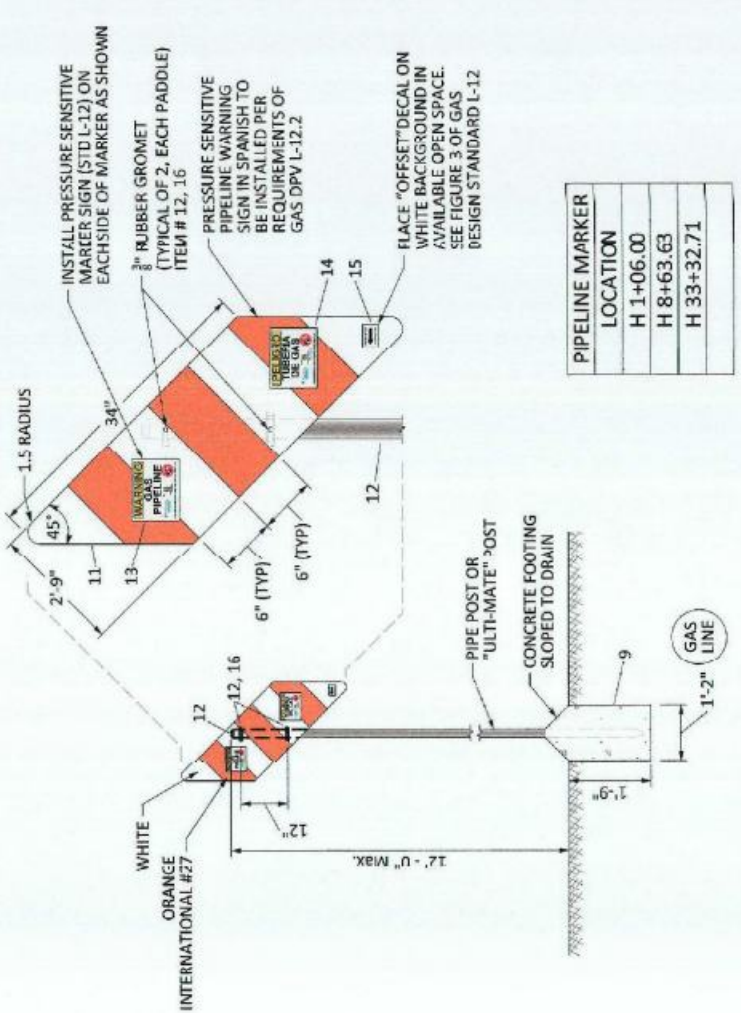 INSTALL PRESSURE SENSITIVE
MARKER SIGN (STD L-12) ON
EACHSIDE OF MARKER AS SHOWN
3/8" RUBBER GROMET
(TYPICAL OF 2, EACH PADDLE)
ITEM # 12, 16
PRESSURE SENSITIVE
PIPELINE WARNING
SIGN IN SPANISH TO
BE INSTALLED PER
REQUIREMENTS OF
GAS DPV L-12.2
PLACE "OFFSET" DECAL ON
WHITE BACKGROUND IN
AVAILABLE OPEN SPACE.
SEE FIGURE 3 OF GAS
DESIGN STANDARD L-12
1.5 RADIUS
34"
45°
2'-9"
11
13
WARNING
GAS
PIPELINE
14
¡PELIGRO
TUBERIA
DE GAS
15
12
6" (TYP)
6" (TYP)
WHITE
ORANGE
INTERNATIONAL #27
12
12, 16
12"
12'-0" Max.
PIPE POST OR
"ULTI-MATE" POST
CONCRETE FOOTING
SLOPED TO DRAIN
9
1'-9"
1'-2"
GAS
LINE
PIPELINE MARKER
LOCATION
H 1+06.00
H 8+63.63
H 33+32.71